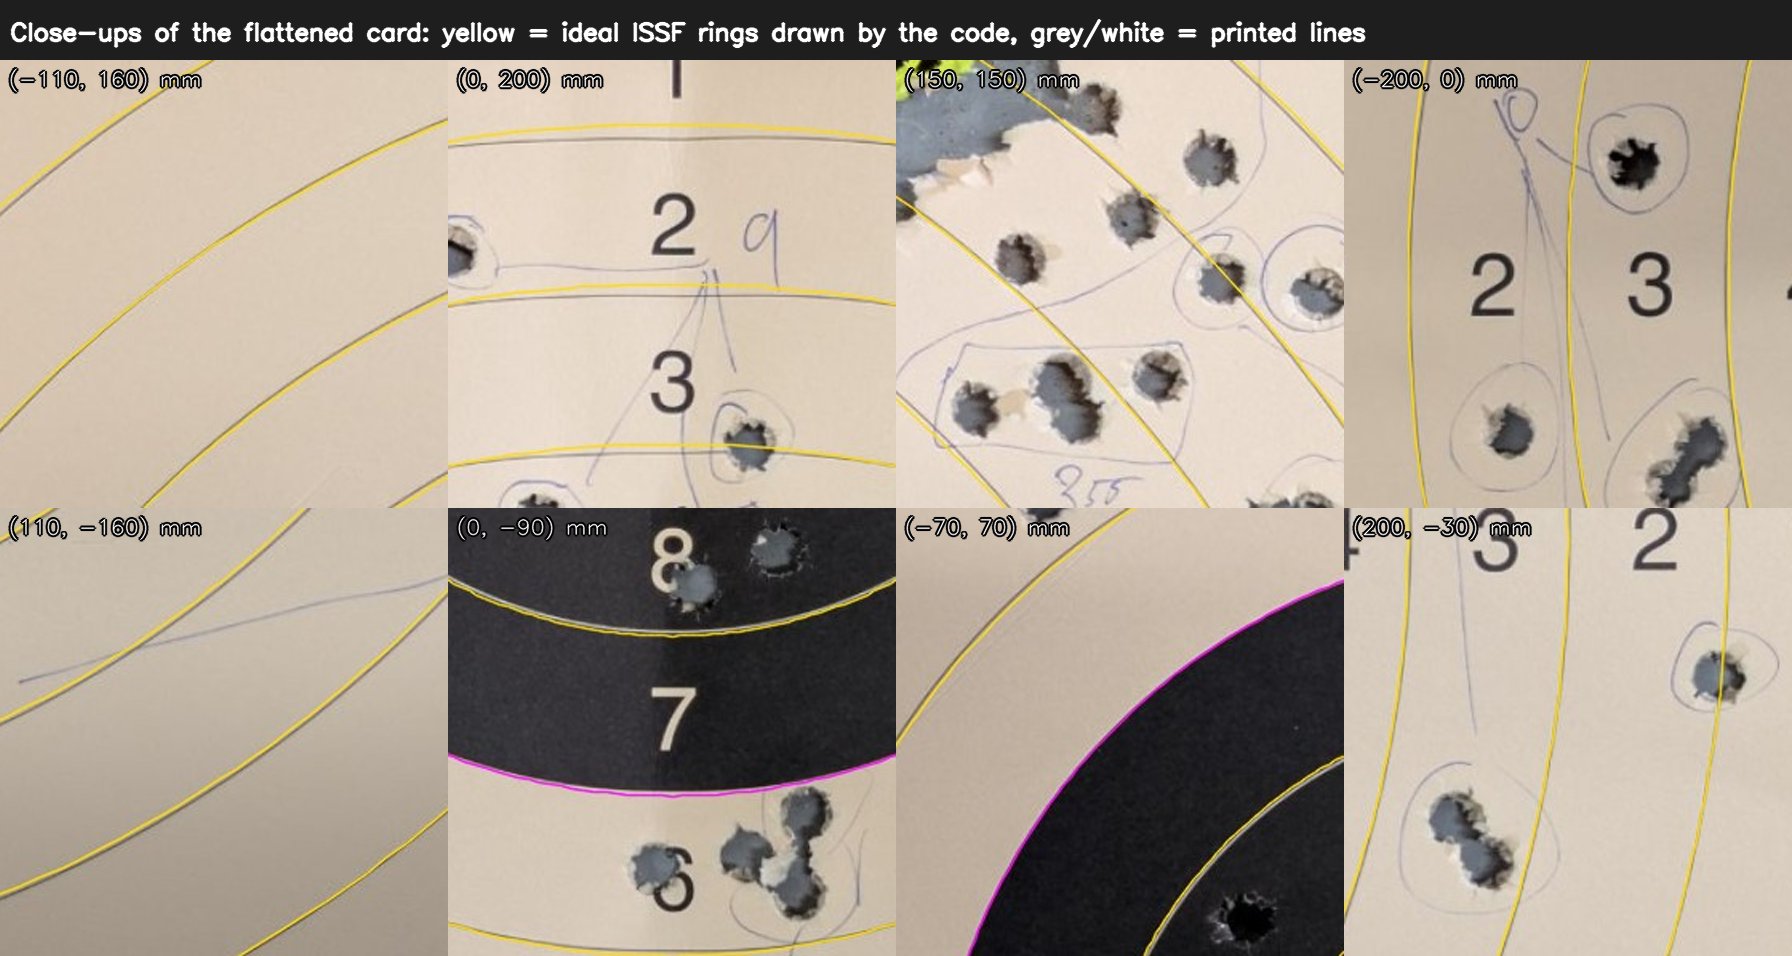 Close-ups of the flattened card: yellow = ideal ISSF rings drawn by the code, grey/white = printed lines
(-110, 160) mm
(0, 200) mm
1
2
9
3
(150, 150) mm
255
(-200, 0) mm
2
3
(110, -160) mm
(0, -90) mm
8
7
6
(-70, 70) mm
(200, -30) mm
3
2